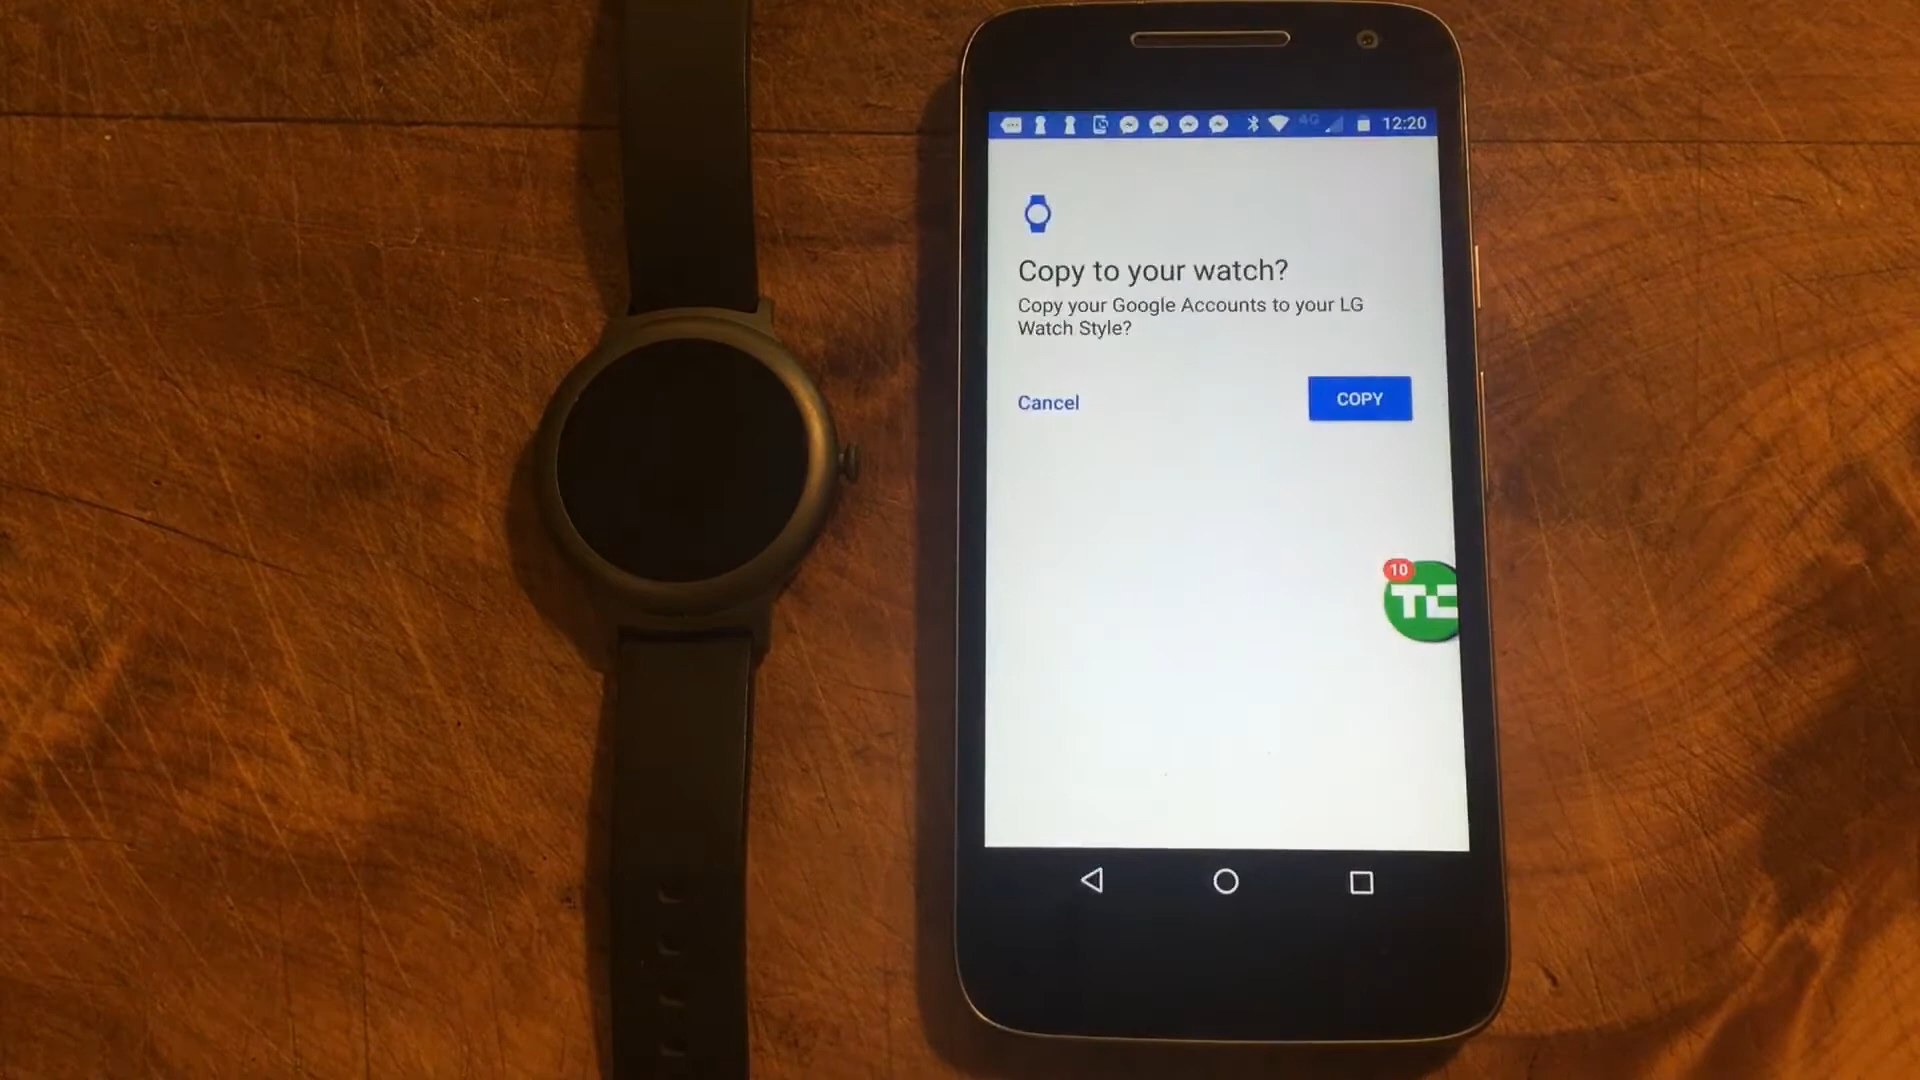 4G 12:20
Copy to your watch?
Copy your Google Accounts to your LG
Watch Style?
Cancel COPY
10
TC